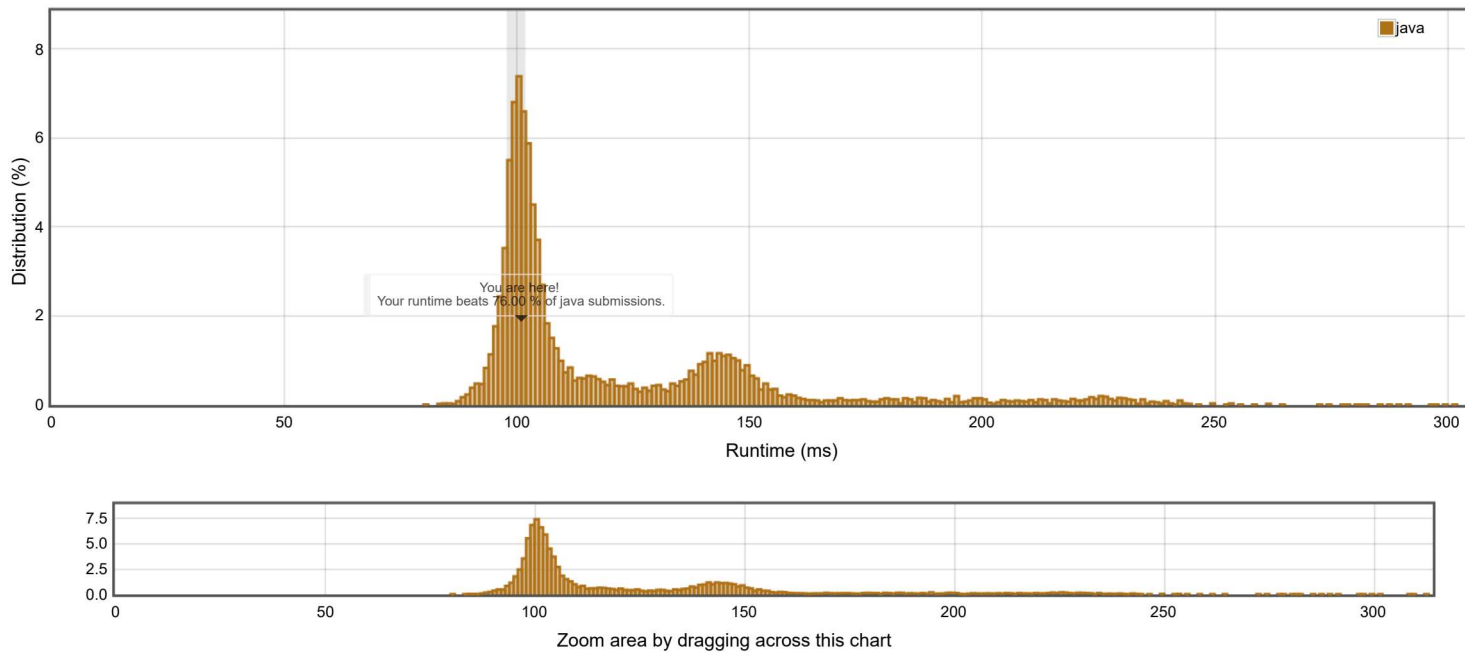 java
8
6
4
2
0
Distribution (%)
You are here!
Your runtime beats 76.00 % of java submissions.
0 50 100 150 200 250 300
Runtime (ms)
7.5
5.0
2.5
0.0
0 50 100 150 200 250 300
Zoom area by dragging across this chart